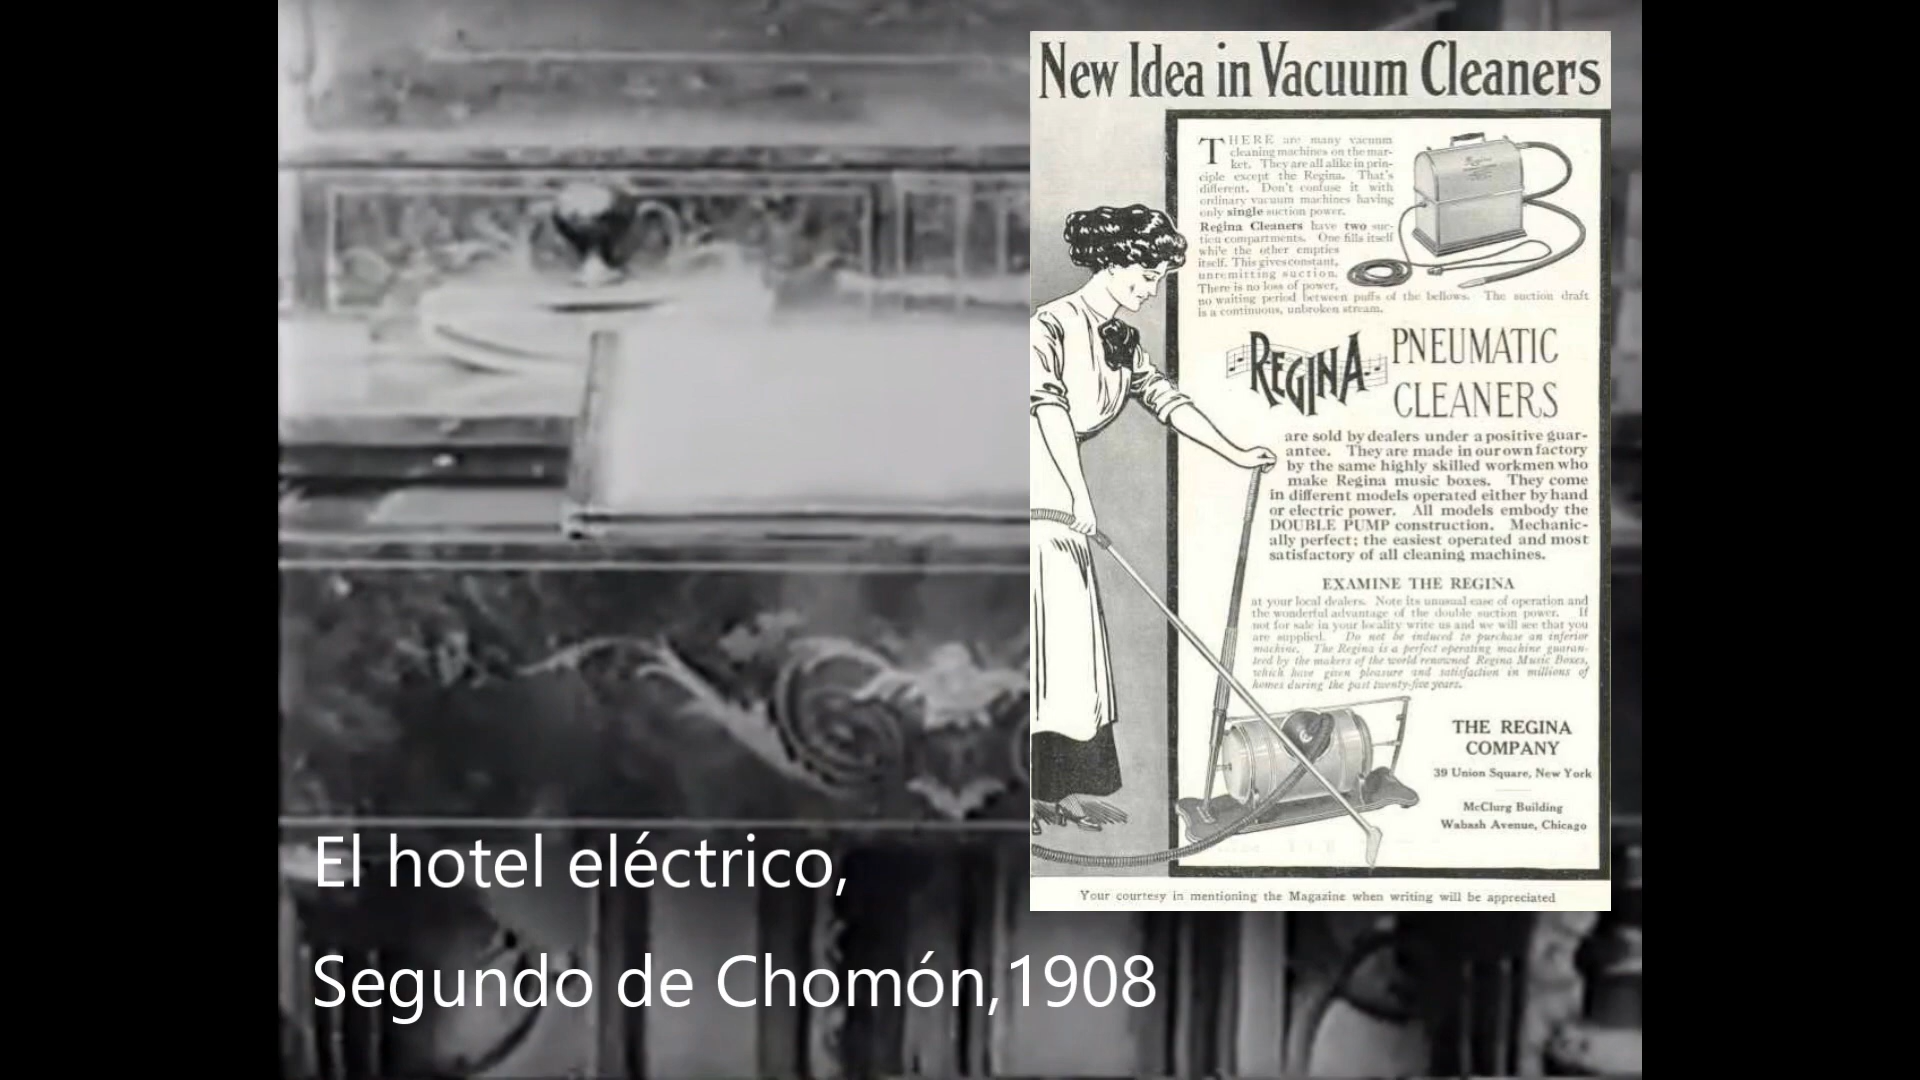 New Idea in Vacuum Cleaners
THERE are many vacuum
cleaning machines on the mar-
ket. They are all alike in prin-
ciple except the Regina. That's
different. Don't confuse it with
ordinary vacuum machines having
only single suction power.
Regina Cleaners have two suc-
tion compartments. One fills itself
while the other empties
itself. This gives constant,
unremitting suction.
There is no loss of power,
no waiting period between puffs of the bellows. The suction draft
is a continuous, unbroken stream.
REGINA PNEUMATIC
CLEANERS
are sold by dealers under a positive guar-
antee. They are made in our own factory
by the same highly skilled workmen who
make Regina music boxes. They come
in different models operated either by hand
or electric power. All models embody the
DOUBLE PUMP construction. Mechanic-
ally perfect; the easiest operated and most
satisfactory of all cleaning machines.
EXAMINE THE REGINA
at your local dealers. Note its unusual ease of operation and
the wonderful advantage of the double suction power. If
not for sale in your locality write us and we will see that you
are supplied. Do not be induced to purchase an inferior
machine. The Regina is a perfect operating machine guaran-
teed by the makers of the world renowned Regina Music Boxes,
which have given pleasure and satisfaction in millions of
homes during the past twenty-five years.
THE REGINA
COMPANY
39 Union Square, New York
McClurg Building
Wabash Avenue, Chicago
Your courtesy in mentioning the Magazine when writing will be appreciated
El hotel eléctrico,
Segundo de Chomón,1908